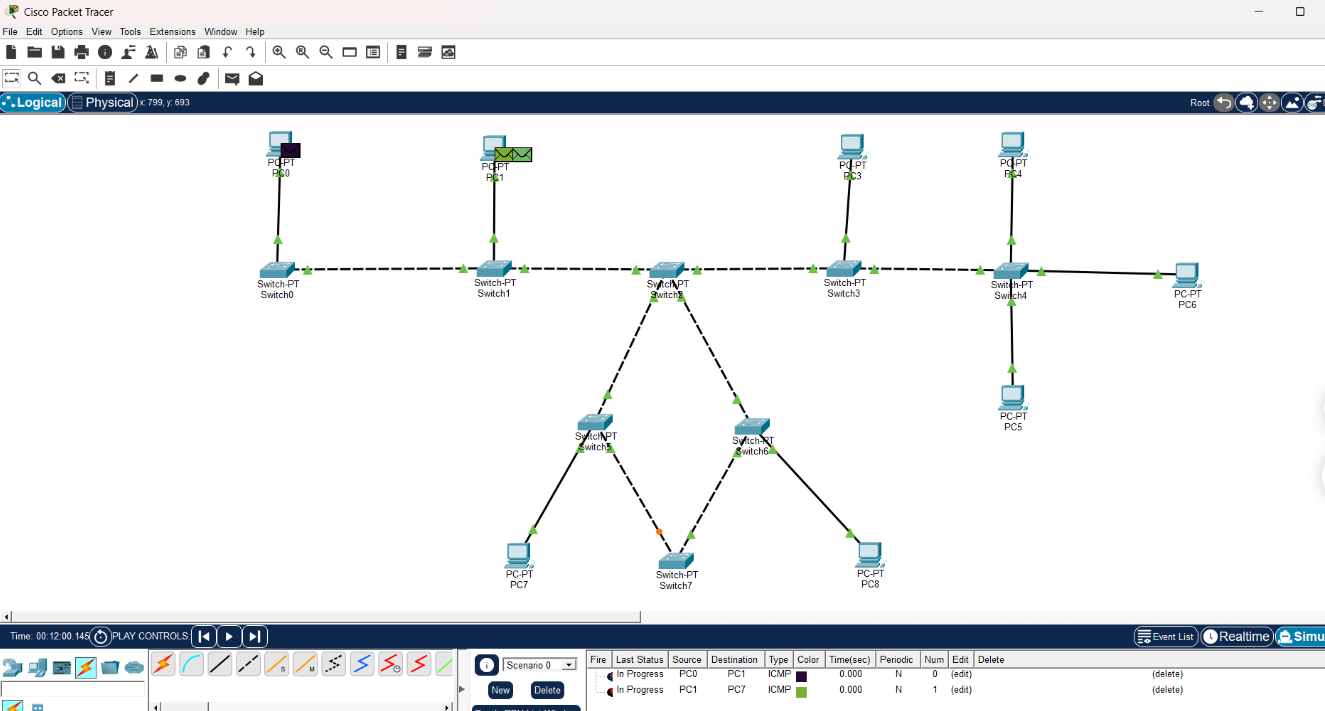 Cisco Packet Tracer
File Edit Options View Tools Extensions Window Help
Logical Physical x: 799, y: 693
Root
PC-PT
PC0
PC-PT
PC1
PC-PT
PC3
PC-PT
PC4
Switch-PT
Switch0
Switch-PT
Switch1
Switch-PT
Switch2
Switch-PT
Switch3
Switch-PT
Switch4
PC-PT
PC6
PC-PT
PC5
Switch-PT
Switch5
Switch-PT
Switch6
PC-PT
PC7
Switch-PT
Switch7
PC-PT
PC8
Time: 00:12:00.145 PLAY CONTROLS:
Event List Realtime Simu
S M
Scenario 0
New Delete
Fire Last Status Source Destination Type Color Time(sec) Periodic Num Edit Delete
In Progress PC0 PC1 ICMP 0.000 N 0 (edit) (delete)
In Progress PC1 PC7 ICMP 0.000 N 1 (edit) (delete)